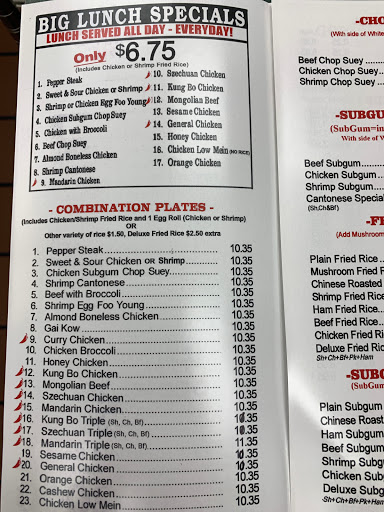 BIG LUNCH SPECIALS
LUNCH SERVED ALL DAY - EVERYDAY!
Only $6.75
(Includes Chicken or Shrimp Fried Rice)
1. Pepper Steak
2. Sweet & Sour Chicken or Shrimp
3. Shrimp or Chicken Egg Foo Young
4. Chicken Subgum Chop Suey
5. Chicken with Broccoli
6. Beef Chop Suey
7. Almond Boneless Chicken
8. Shrimp Cantonese
9. Mandarin Chicken
10. Szechuan Chicken
11. Kung Bo Chicken
12. Mongolian Beef
13. Sesame Chicken
14. General Chicken
15. Honey Chicken
16. Chicken Low Mein (NO RICE)
17. Orange Chicken
- COMBINATION PLATES -
(Includes Chicken/Shrimp Fried Rice and 1 Egg Roll (Chicken or Shrimp)
OR
Other variety of rice $1.50, Deluxe Fried Rice $2.50 extra
1. Pepper Steak 10.35
2. Sweet & Sour Chicken OR Shrimp 10.35
3. Chicken Subgum Chop Suey 10.35
4. Shrimp Cantonese 10.35
5. Beef with Broccoli 10.35
6. Shrimp Egg Foo Young 10.35
7. Almond Boneless Chicken 10.35
8. Gai Kow 10.35
9. Curry Chicken 10.35
10. Chicken Broccoli 10.35
11. Honey Chicken 10.35
12. Kung Bo Chicken 10.35
13. Mongolian Beef 10.35
14. Szechuan Chicken 10.35
15. Mandarin Chicken 10.35
16. Kung Bo Triple (Sh, Ch, Bf)
17. Szechuan Triple (Sh, Ch, Bf)
18. Mandarin Triple (Sh, Ch, Bf) 11.35
19. Sesame Chicken
20. General Chicken
21. Orange Chicken 10.35
22. Cashew Chicken 10.35
23. Chicken Low Mein 10.35
-CHO
(With side of White
Beef Chop Suey
Chicken Chop Suey
Shrimp Chop Suey
-SUBGU
(SubGum=in
With side of W
Beef Subgum
Chicken Subgum
Shrimp Subgum
Cantonese Special
(Sh,Ch&Bf)
-FR
(Add Mushroom
Plain Fried Rice
Mushroom Fried R
Chinese Roasted
Shrimp Fried Rice
Ham Fried Rice
Beef Fried Rice
Chicken Fried Ri
Deluxe Fried Ric
Sh+Ch+Bf+Pk+Ham
-SUBG
(SubGum
Plain Subgum
Chinese Roast
Ham Subgum
Beef Subgum
Shrimp Subg
Chicken Sub
Deluxe Subg
Sh+Ch+Bf+Pk+Ham